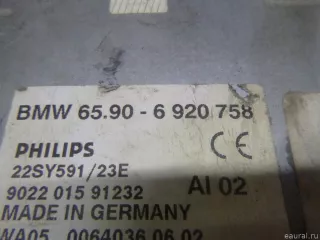 BMW 65.90 - 6 920 758
PHILIPS
CE
22SY591/23E
9022 015 91232
AI 02
MADE IN GERMANY
WA05 0064036 06 02
eaural.ru